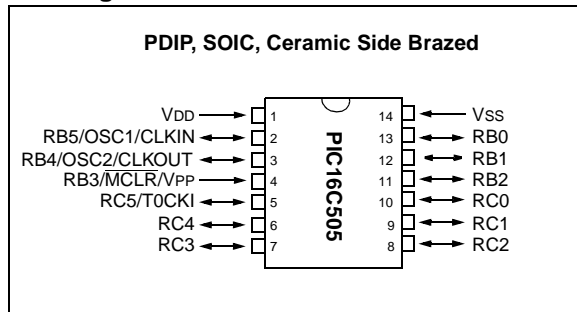 PDIP, SOIC, Ceramic Side Brazed
VDD 1 14 VSS
RB5/OSC1/CLKIN 2 13 RB0
RB4/OSC2/CLKOUT 3 12 RB1
RB3/MCLR/VPP 4 11 RB2
RC5/T0CKI 5 10 RC0
RC4 6 9 RC1
RC3 7 8 RC2
PIC16C505